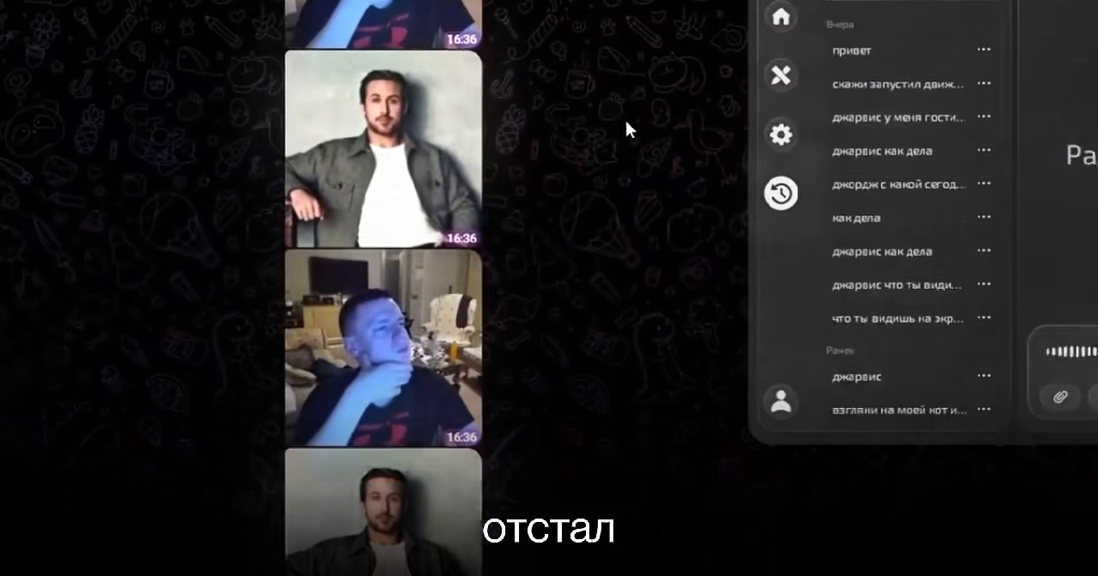 16:36
16:36
16:36
Вчера
привет
скажи запустил движ...
джарвис у меня гости...
джарвис как дела
джордж с какой сегод...
как дела
джарвис как дела
джарвис что ты види...
что ты видишь на экр...
Ранее
джарвис
взгляни на мой кот и...
Ра
отстал